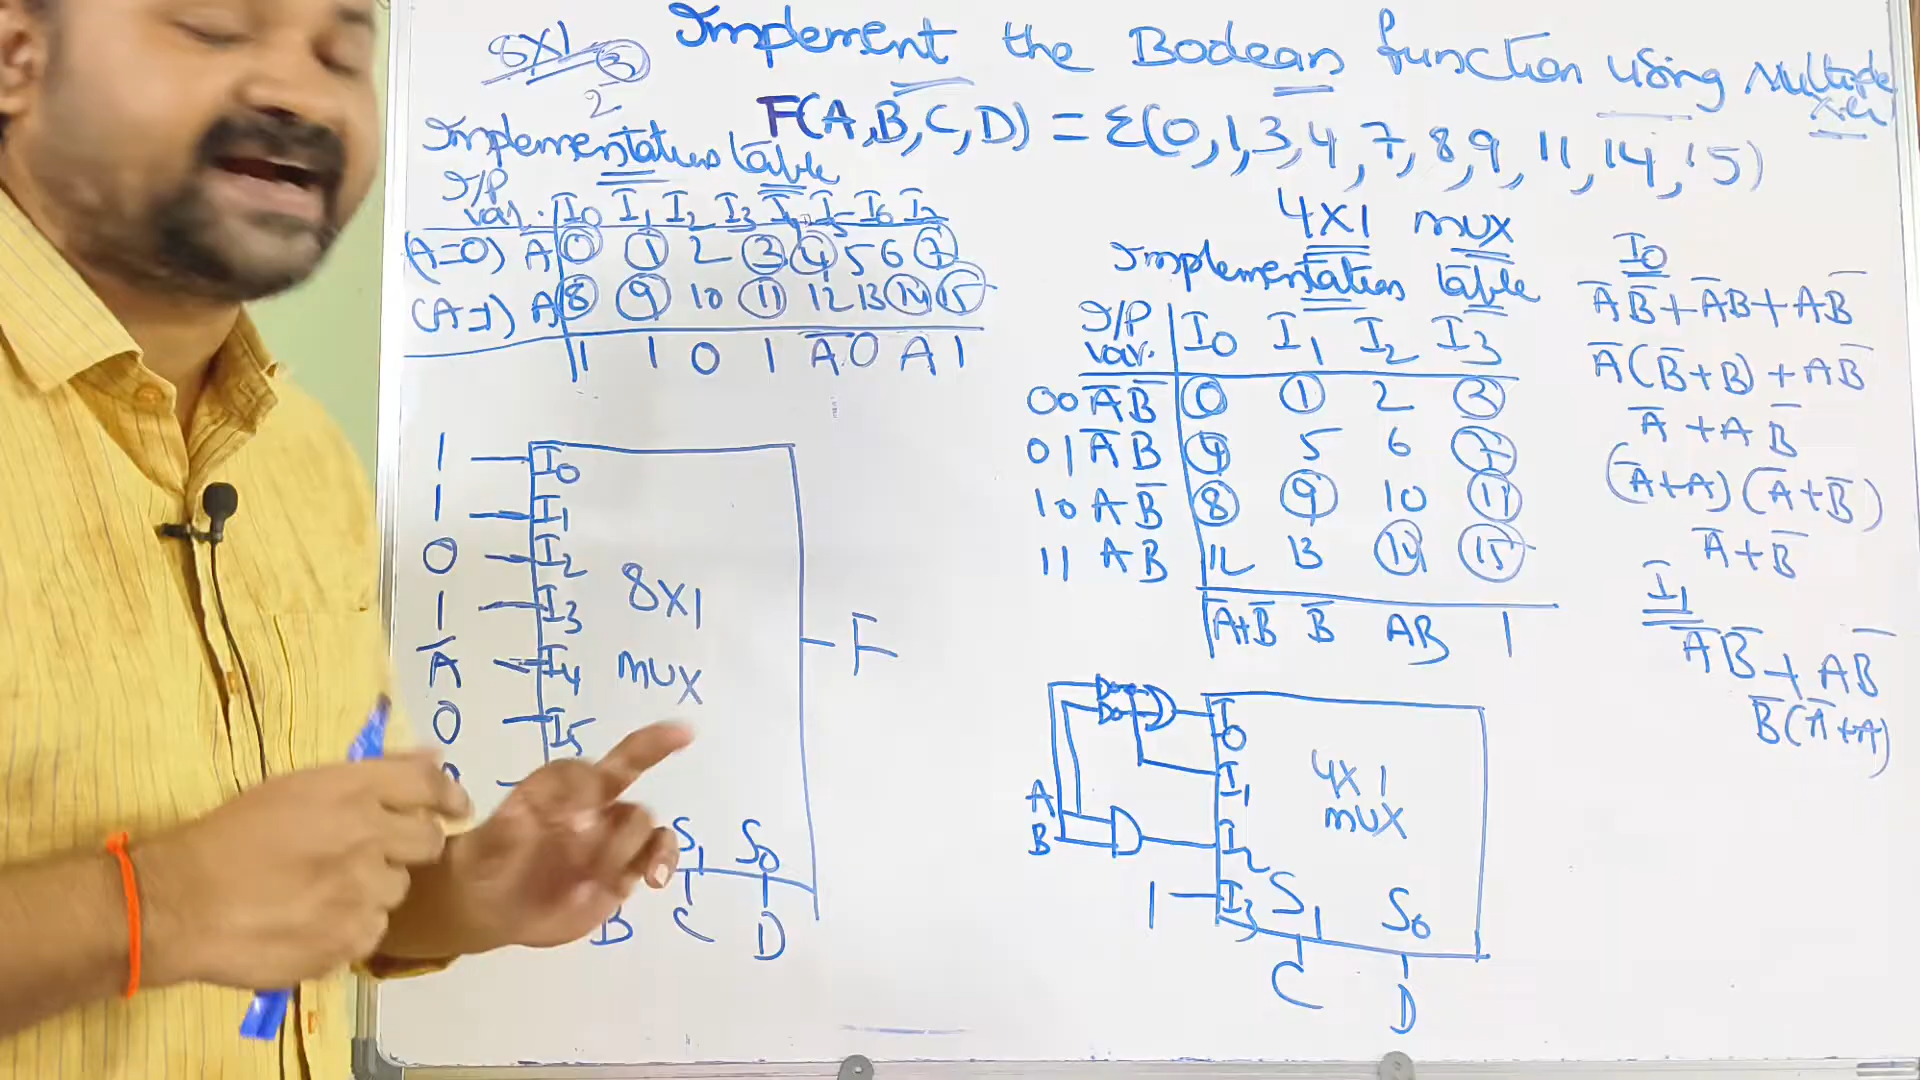 8X1 3
2
Implement the Boolean function using Multiplexer
F(A,B,C,D) = Σ(0,1,3,4,7,8,9,11,14,15)
Implementation table
I/P var. I0 I1 I2 I3 I4 I5 I6 I7
(A=0) A̅ 0 1 2 3 4 5 6 7
(A=1) A 8 9 10 11 12 13 14 15
1 1 0 1 A̅ 0 A 1
1 I0
1 I1
0 I2
1 I3
A̅ I4
0 I5
8X1
MUX
F
S1 S0
B C D
4X1 MUX
Implementation table
I/P var. I0 I1 I2 I3
00 A̅B̅ 0 1 2 3
01 A̅B 4 5 6 7
10 AB̅ 8 9 10 11
11 AB 12 13 14 15
A̅+B̅ B̅ AB 1
I0
I1
A
B I2
1 I3
4X1
MUX
S1 S0
C D
I0
A̅B̅+A̅B+AB̅
A̅(B̅+B)+AB̅
A̅+AB̅
(A̅+A)(A̅+B̅)
A̅+B̅
I1
A̅B̅+AB̅
B̅(A̅+A)